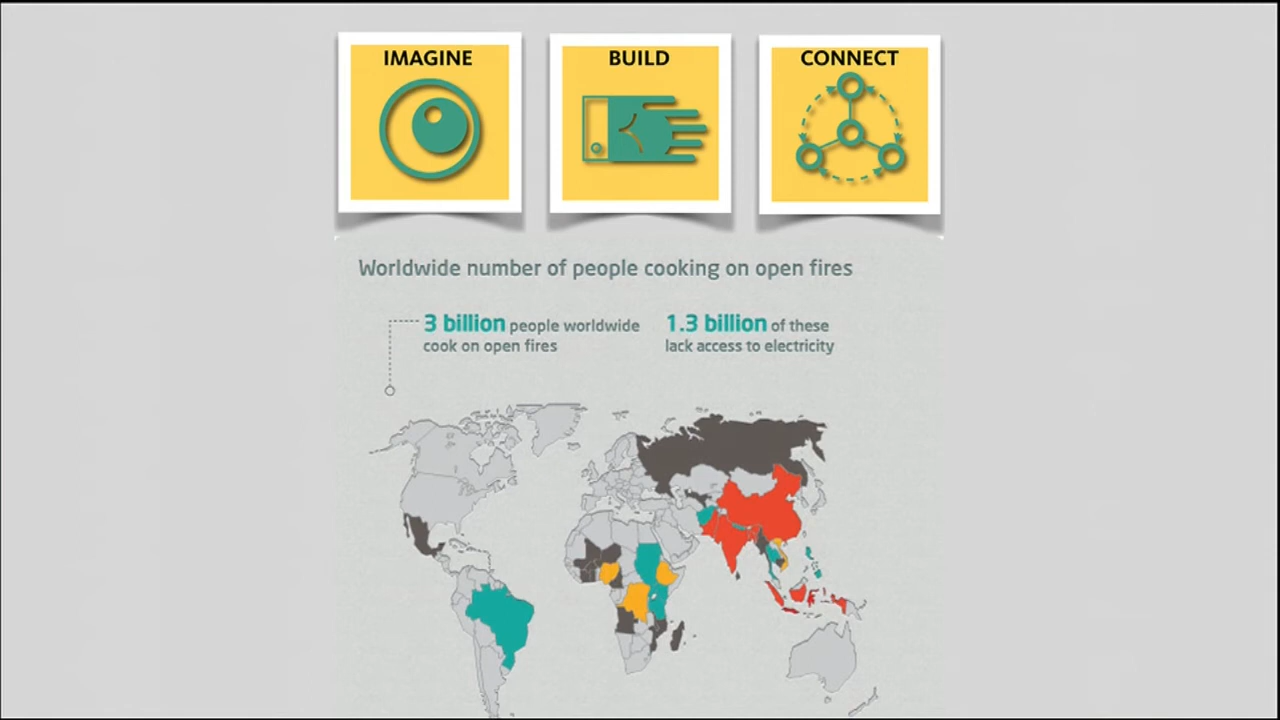 IMAGINE
BUILD
CONNECT
Worldwide number of people cooking on open fires
3 billion people worldwide
cook on open fires
1.3 billion of these
lack access to electricity